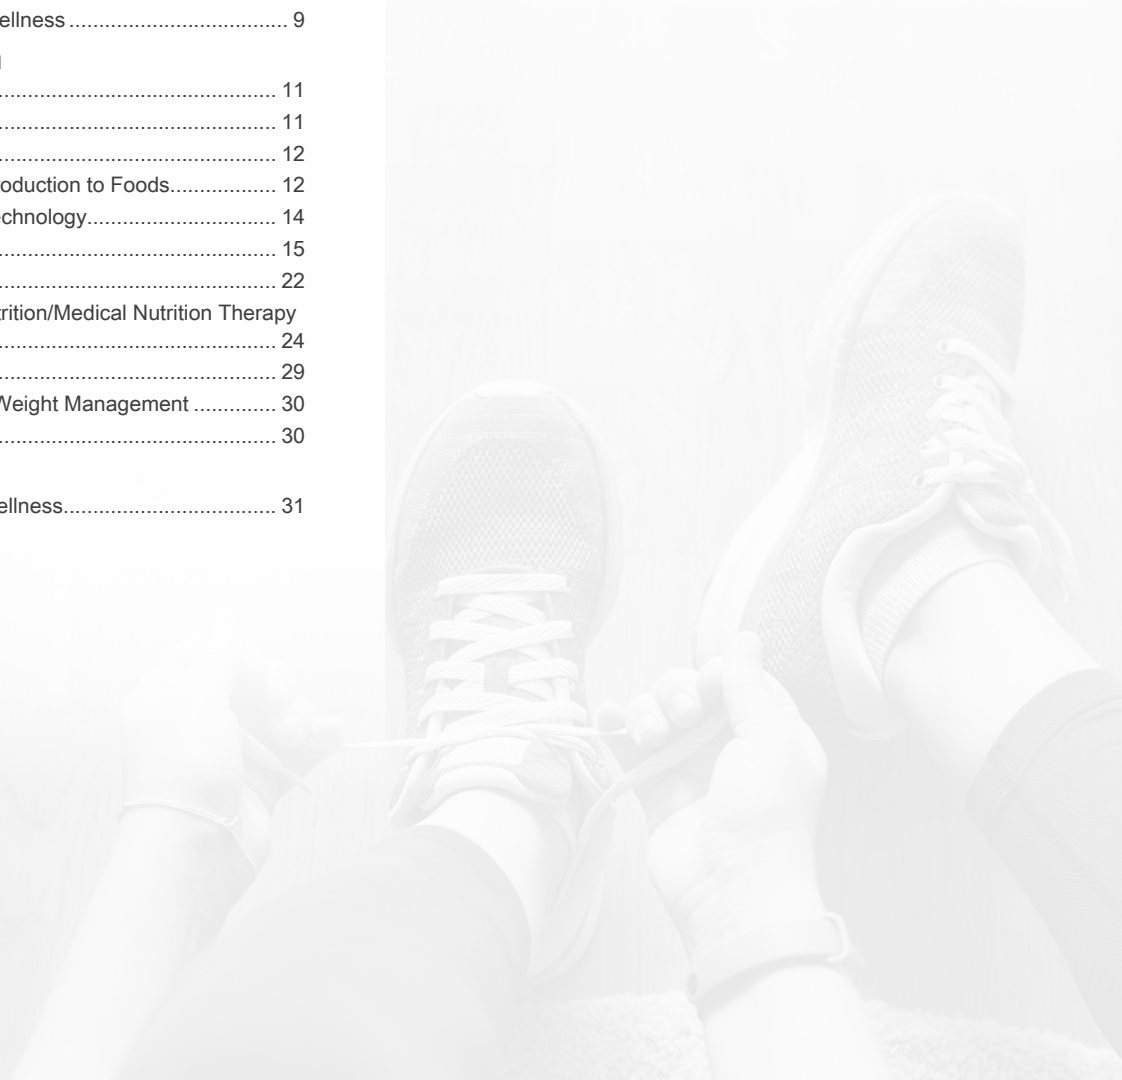 ellness ..................................... 9
............................................... 11
............................................... 11
............................................... 12
oduction to Foods.................. 12
echnology................................ 14
............................................... 15
............................................... 22
rition/Medical Nutrition Therapy
............................................... 24
............................................... 29
Weight Management .............. 30
............................................... 30
ellness.................................... 31